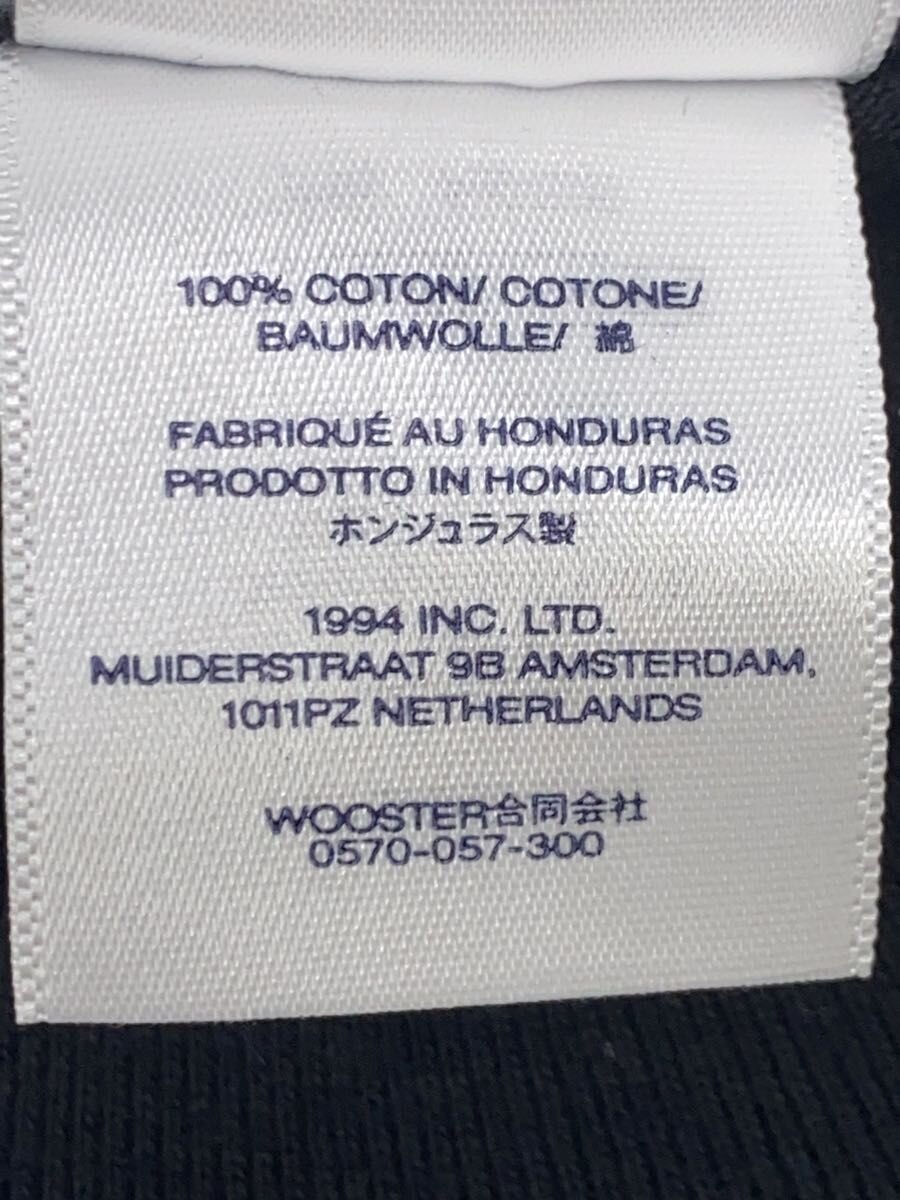 100% COTON/ COTONE/
BAUMWOLLE/ 綿
FABRIQUÉ AU HONDURAS
PRODOTTO IN HONDURAS
ホンジュラス製
1994 INC. LTD.
MUIDERSTRAAT 9B AMSTERDAM,
1011PZ NETHERLANDS
WOOSTER合同会社
0570-057-300